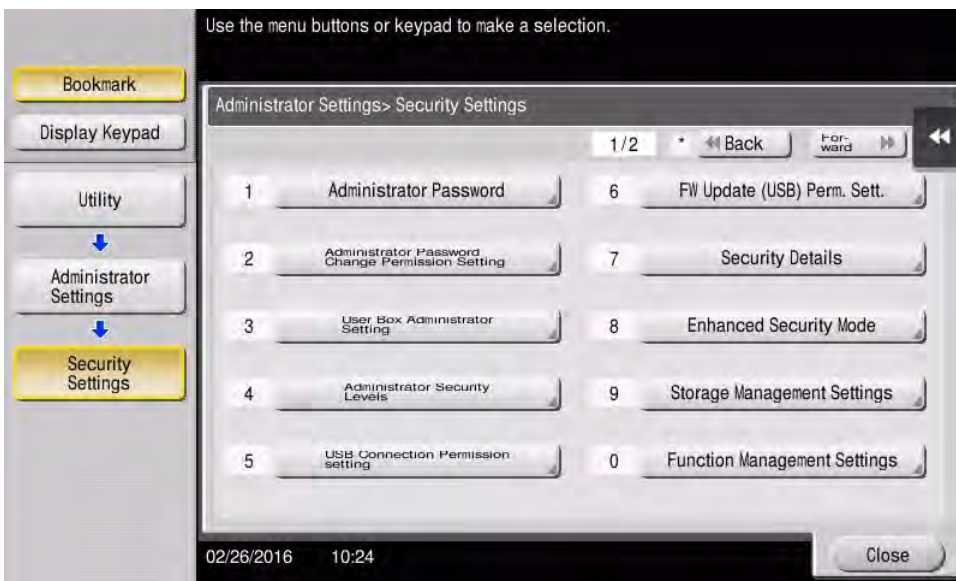 Use the menu buttons or keypad to make a selection.
Bookmark
Display Keypad
Utility
Administrator
Settings
Security
Settings
Administrator Settings> Security Settings
1/2 * Back For-
ward
1 Administrator Password
2 Administrator Password
Change Permission Setting
3 User Box Administrator
Setting
4 Administrator Security
Levels
5 USB Connection Permission
setting
6 FW Update (USB) Perm. Sett.
7 Security Details
8 Enhanced Security Mode
9 Storage Management Settings
0 Function Management Settings
02/26/2016 10:24
Close